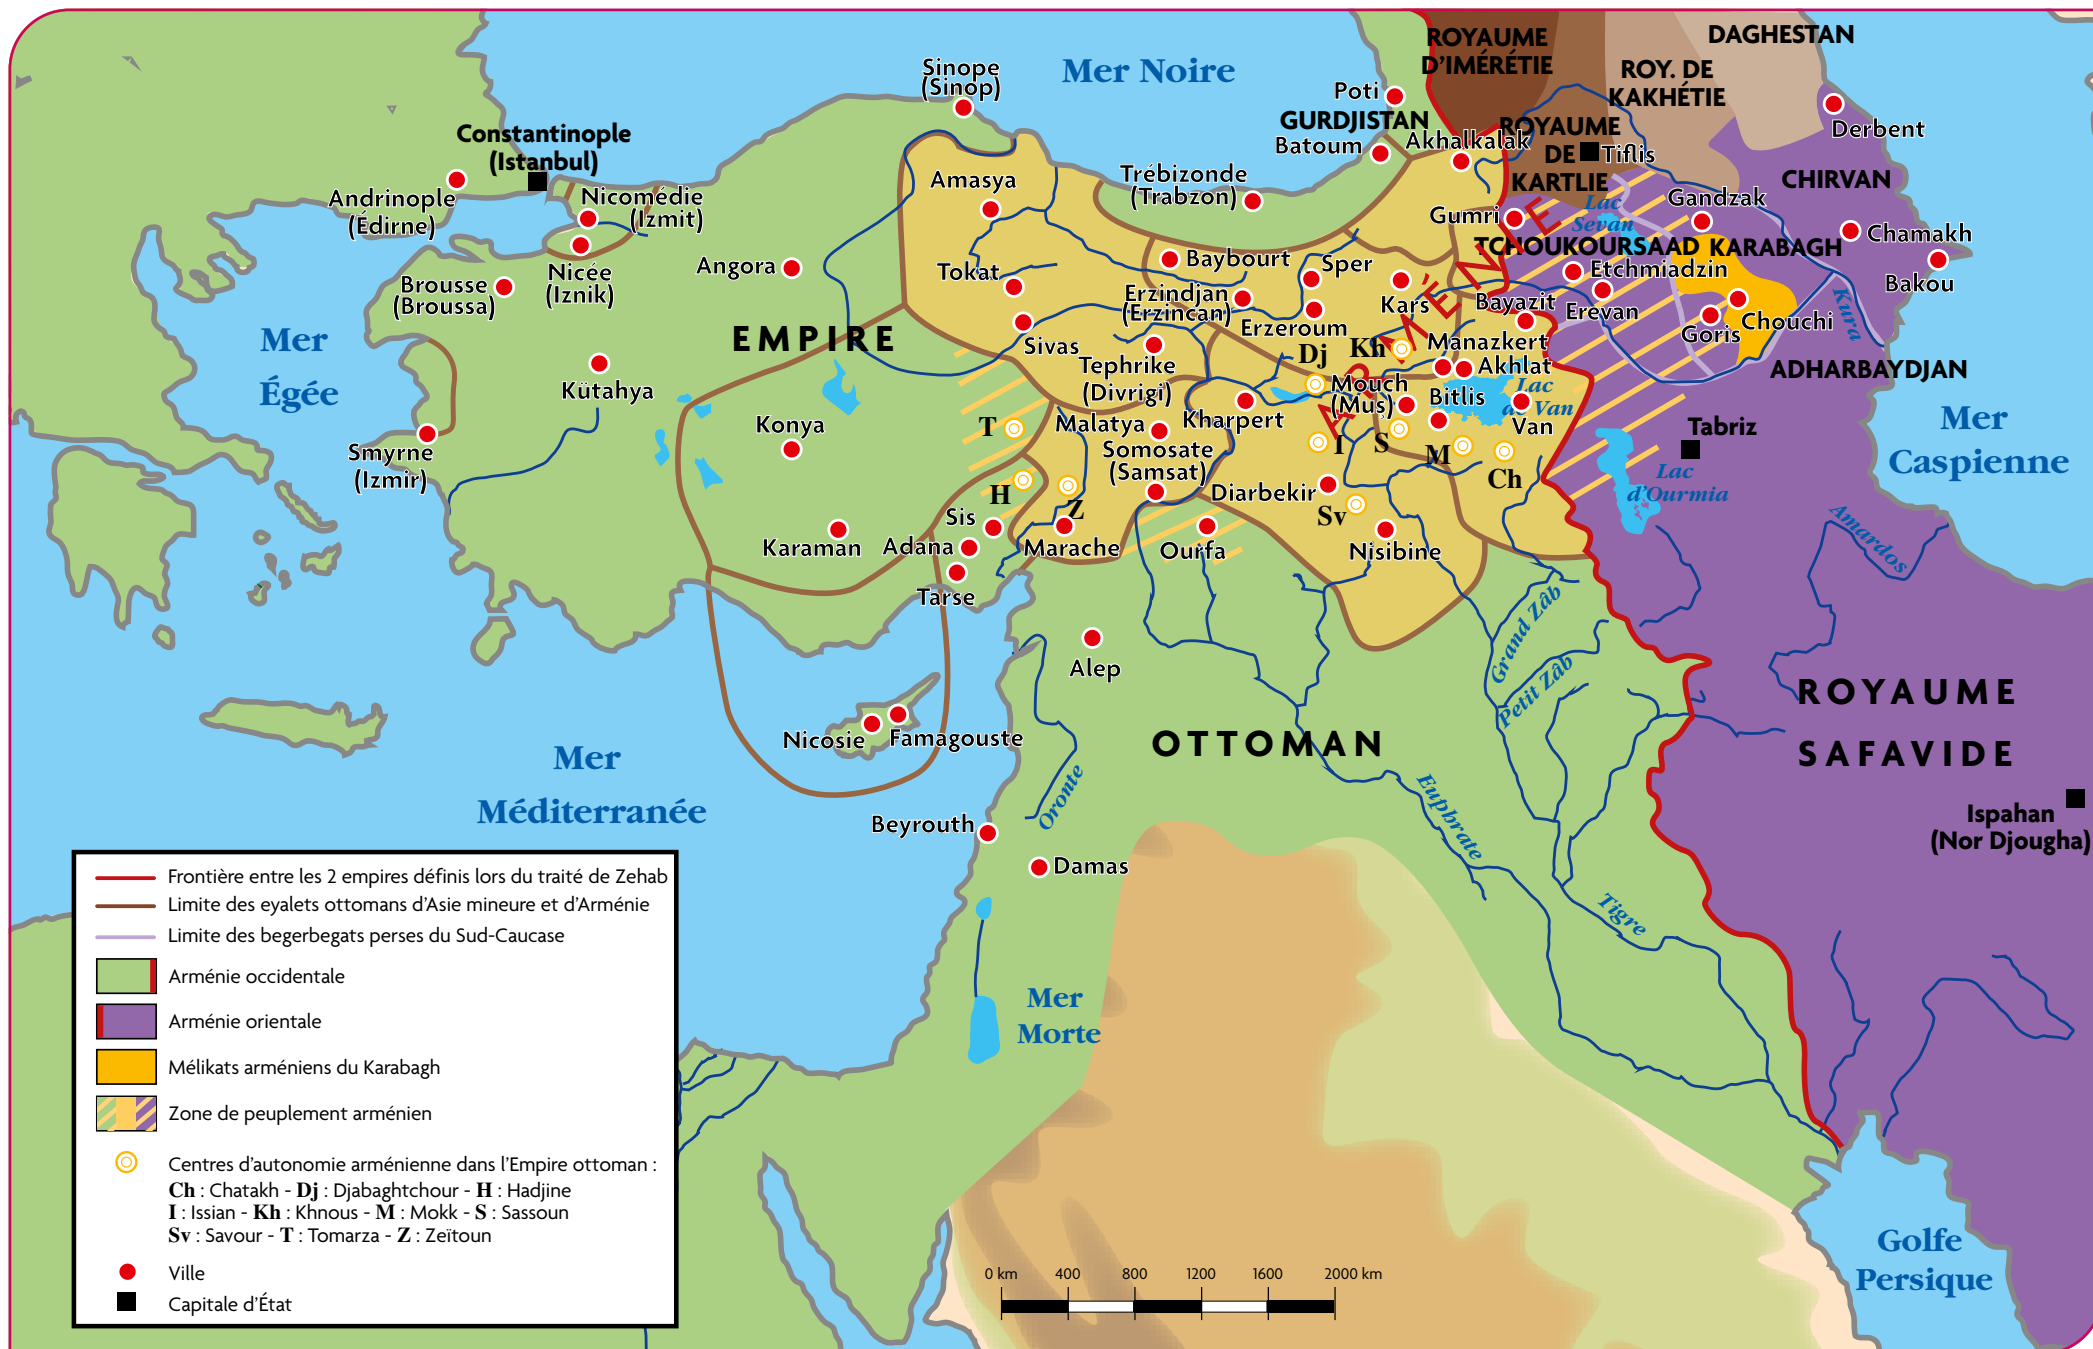 Mer Noire
ROYAUME
D'IMÉRÉTIE
DAGHESTAN
ROY. DE
KAKHÉTIE
Sinope
(Sinop)
Poti
GURDJISTAN
Batoum
Akhalkalak
ROYAUME
DE
KARTLIE
Tiflis
Derbent
Constantinople
(Istanbul)
Andrinople
(Édirne)
Nicomédie
(Izmit)
Nicée
(Iznik)
Brousse
(Broussa)
Angora
Amasya
Trébizonde
(Trabzon)
CHIRVAN
Gandzak
Gumri
Lac
Sevan
TCHOUKOURSAAD
KARABAGH
Chamakh
Bakou
Tokat
Baybourt
Sper
Erzindjan
(Erzincan)
Erzeroum
Kars
Bayazit
Etchmiadzin
Erevan
Goris
Chouchi
Kura
ADHARBAYDJAN
ARMÉNIE
Mer
Égée
EMPIRE
Kütahya
Sivas
Tephrike
(Divrigi)
Dj
Kh
Manazkert
Akhlat
Mouch
(Muş)
Bitlis
Lac
de Van
Van
Mer
Caspienne
Smyrne
(Izmir)
Konya
T
Malatya
Kharpert
Somosate
(Samsat)
I
S
M
Ch
Tabriz
Lac
d'Ourmia
H
Z
Diarbekir
Sv
Nisibine
Karaman
Sis
Adana
Tarse
Marache
Ourfa
Amardos
Alep
Grand Zâb
Petit Zâb
Nicosie
Famagouste
Mer
Méditerranée
OTTOMAN
ROYAUME
SAFAVIDE
Ispahan
(Nor Djougha)
Oronte
Euphrate
Beyrouth
Damas
Tigre
Mer
Morte
Golfe
Persique
Frontière entre les 2 empires définis lors du traité de Zehab
Limite des eyalets ottomans d'Asie mineure et d'Arménie
Limite des begerbegats perses du Sud-Caucase
Arménie occidentale
Arménie orientale
Mélikats arméniens du Karabagh
Zone de peuplement arménien
Centres d'autonomie arménienne dans l'Empire ottoman :
Ch : Chatakh - Dj : Djabaghtchour - H : Hadjine
I : Issian - Kh : Khnous - M : Mokk - S : Sassoun
Sv : Savour - T : Tomarza - Z : Zeïtoun
Ville
Capitale d'État
0 km 400 800 1200 1600 2000 km